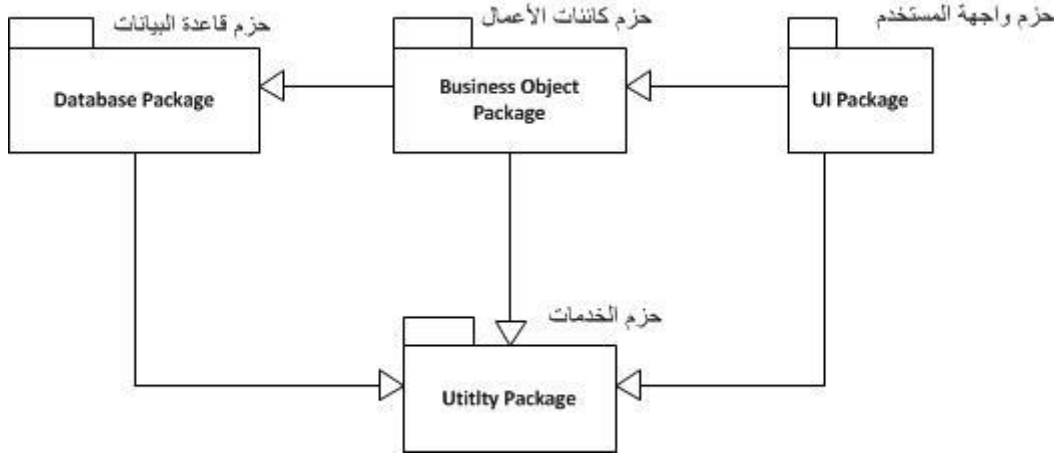 حزم قاعدة البيانات
حزم كائنات الأعمال
حزم واجهة المستخدم
Database Package
Business Object
Package
UI Package
حزم الخدمات
Utitlty Package